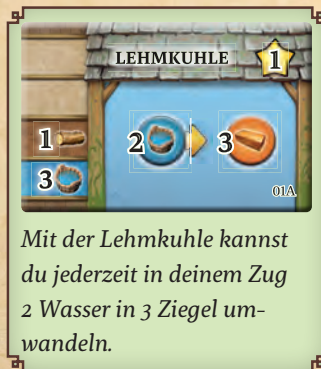 LEHMKUHLE 1
1
2 3
3
01A
Mit der Lehmkuhle kannst
du jederzeit in deinem Zug
2 Wasser in 3 Ziegel um-
wandeln.